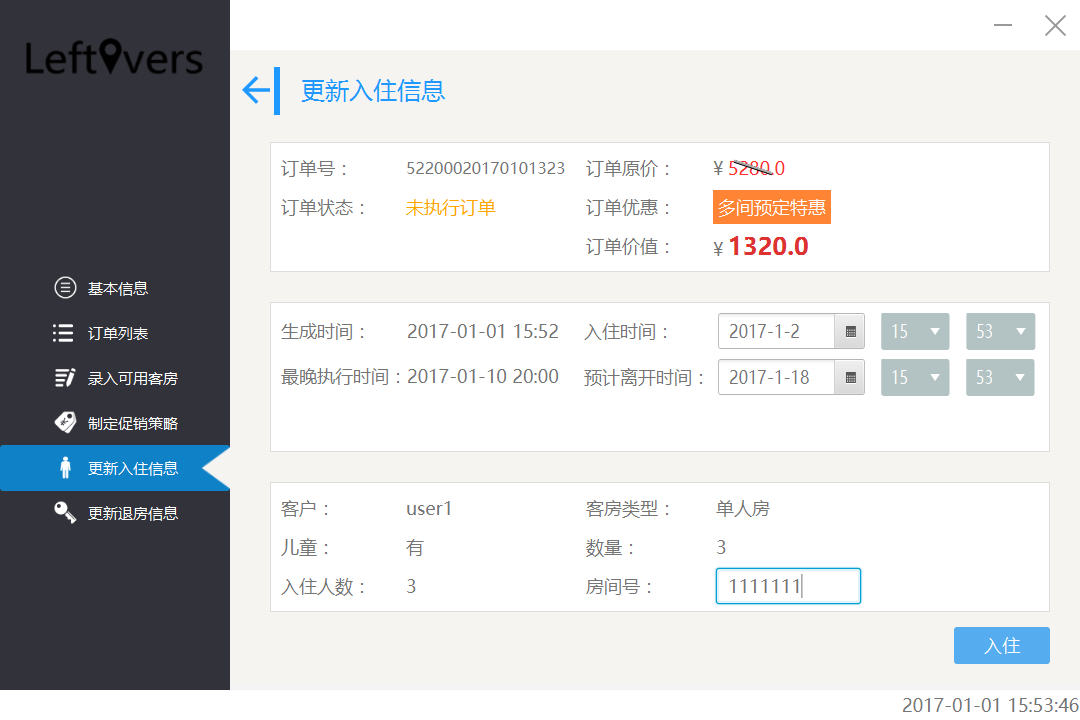 Leftovers
更新入住信息
订单号： 52200020170101323 订单原价： ¥ 5280.0
订单状态： 未执行订单 订单优惠： 多间预定特惠
订单价值： ¥ 1320.0
基本信息
订单列表
录入可用客房
制定促销策略
更新入住信息
更新退房信息
生成时间： 2017-01-01 15:52 入住时间： 2017-1-2 15 53
最晚执行时间：2017-01-10 20:00 预计离开时间： 2017-1-18 15 53
客户： user1 客房类型： 单人房
儿童： 有 数量： 3
入住人数： 3 房间号： 1111111
入住
2017-01-01 15:53:46